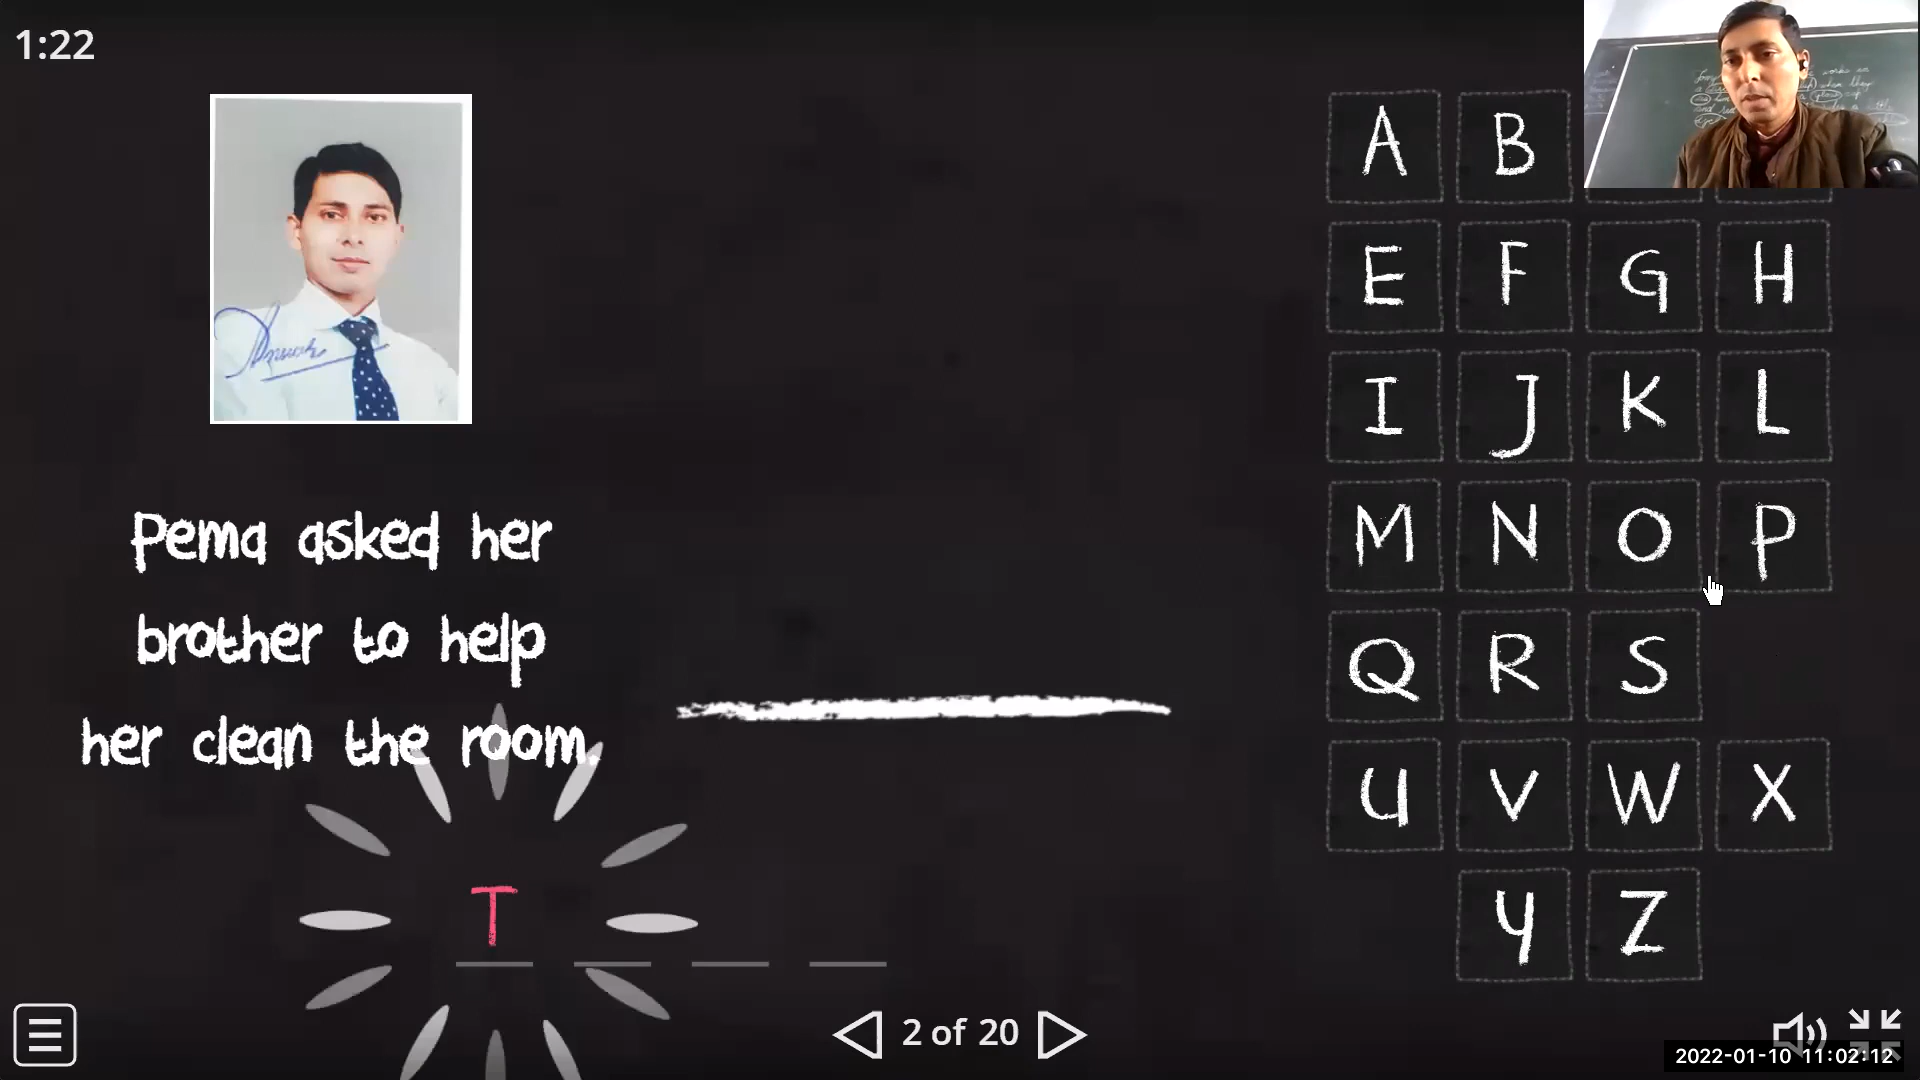 1:22
Pema asked her
brother to help
her clean the room.
T
A B
E F G H
I J K L
M N O P
Q R S
U V W X
Y Z
2 of 20
2022-01-10 11:02:12